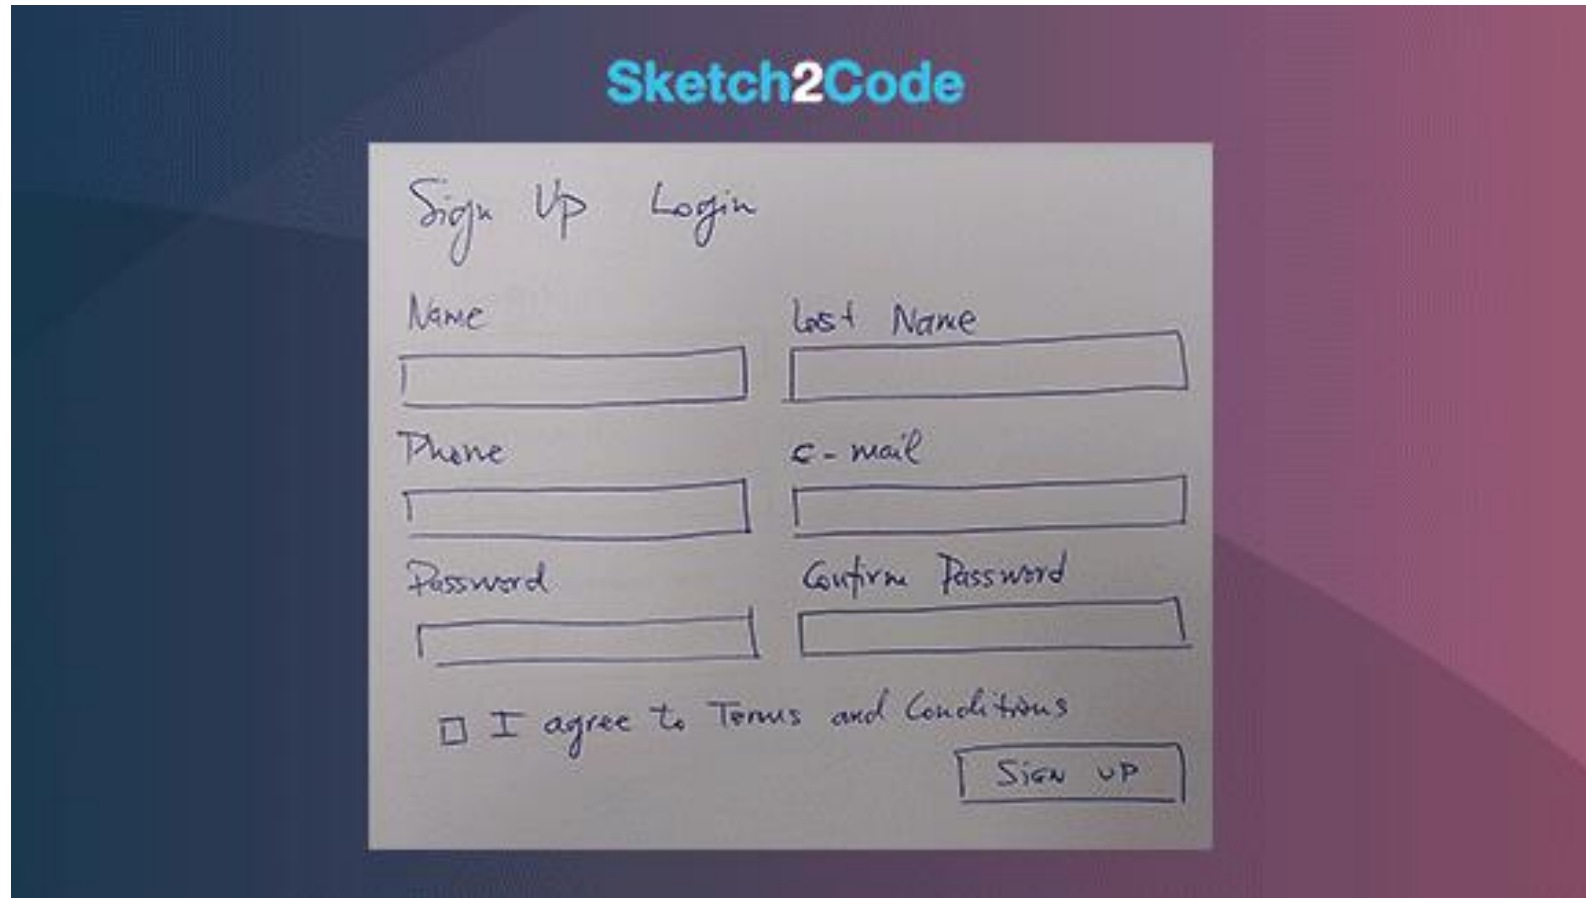 Sketch2Code
Sign Up Login
Name Last Name
Phone e-mail
Password Confirm Password
I agree to Terms and Conditions
SIGN UP